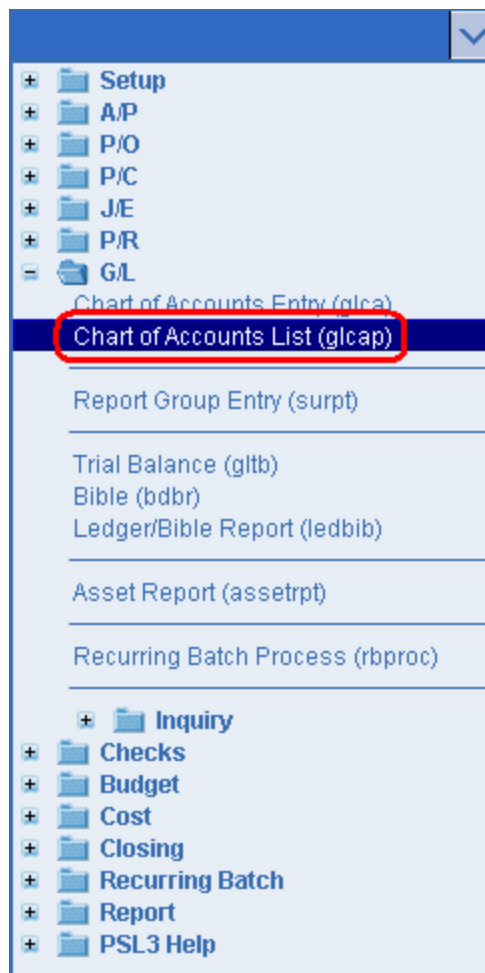 Setup
A/P
P/O
P/C
J/E
P/R
G/L
Chart of Accounts Entry (glca)
Chart of Accounts List (glcap)
Report Group Entry (surpt)
Trial Balance (gltb)
Bible (bdbr)
Ledger/Bible Report (ledbib)
Asset Report (assetrpt)
Recurring Batch Process (rbproc)
Inquiry
Checks
Budget
Cost
Closing
Recurring Batch
Report
PSL3 Help